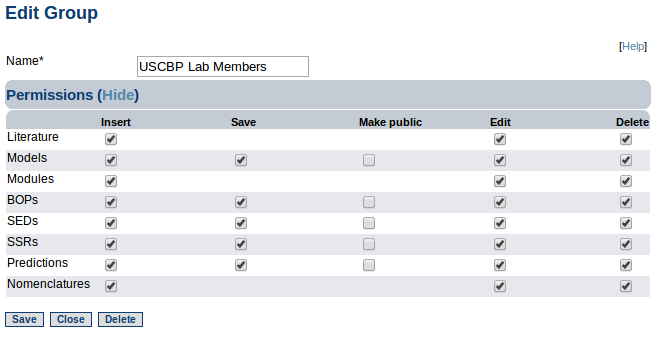 Edit Group
[Help]
Name*
USCBP Lab Members
Permissions (Hide)
Insert Save Make public Edit Delete
Literature
Models
Modules
BOPs
SEDs
SSRs
Predictions
Nomenclatures
Save Close Delete